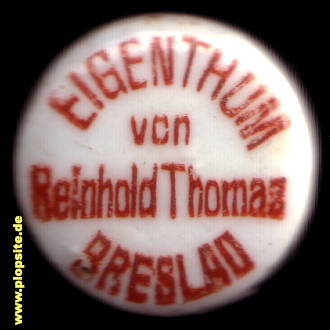 EIGENTHUM
von
Reinhold Thomas
BRESLAU
www.plopsite.de